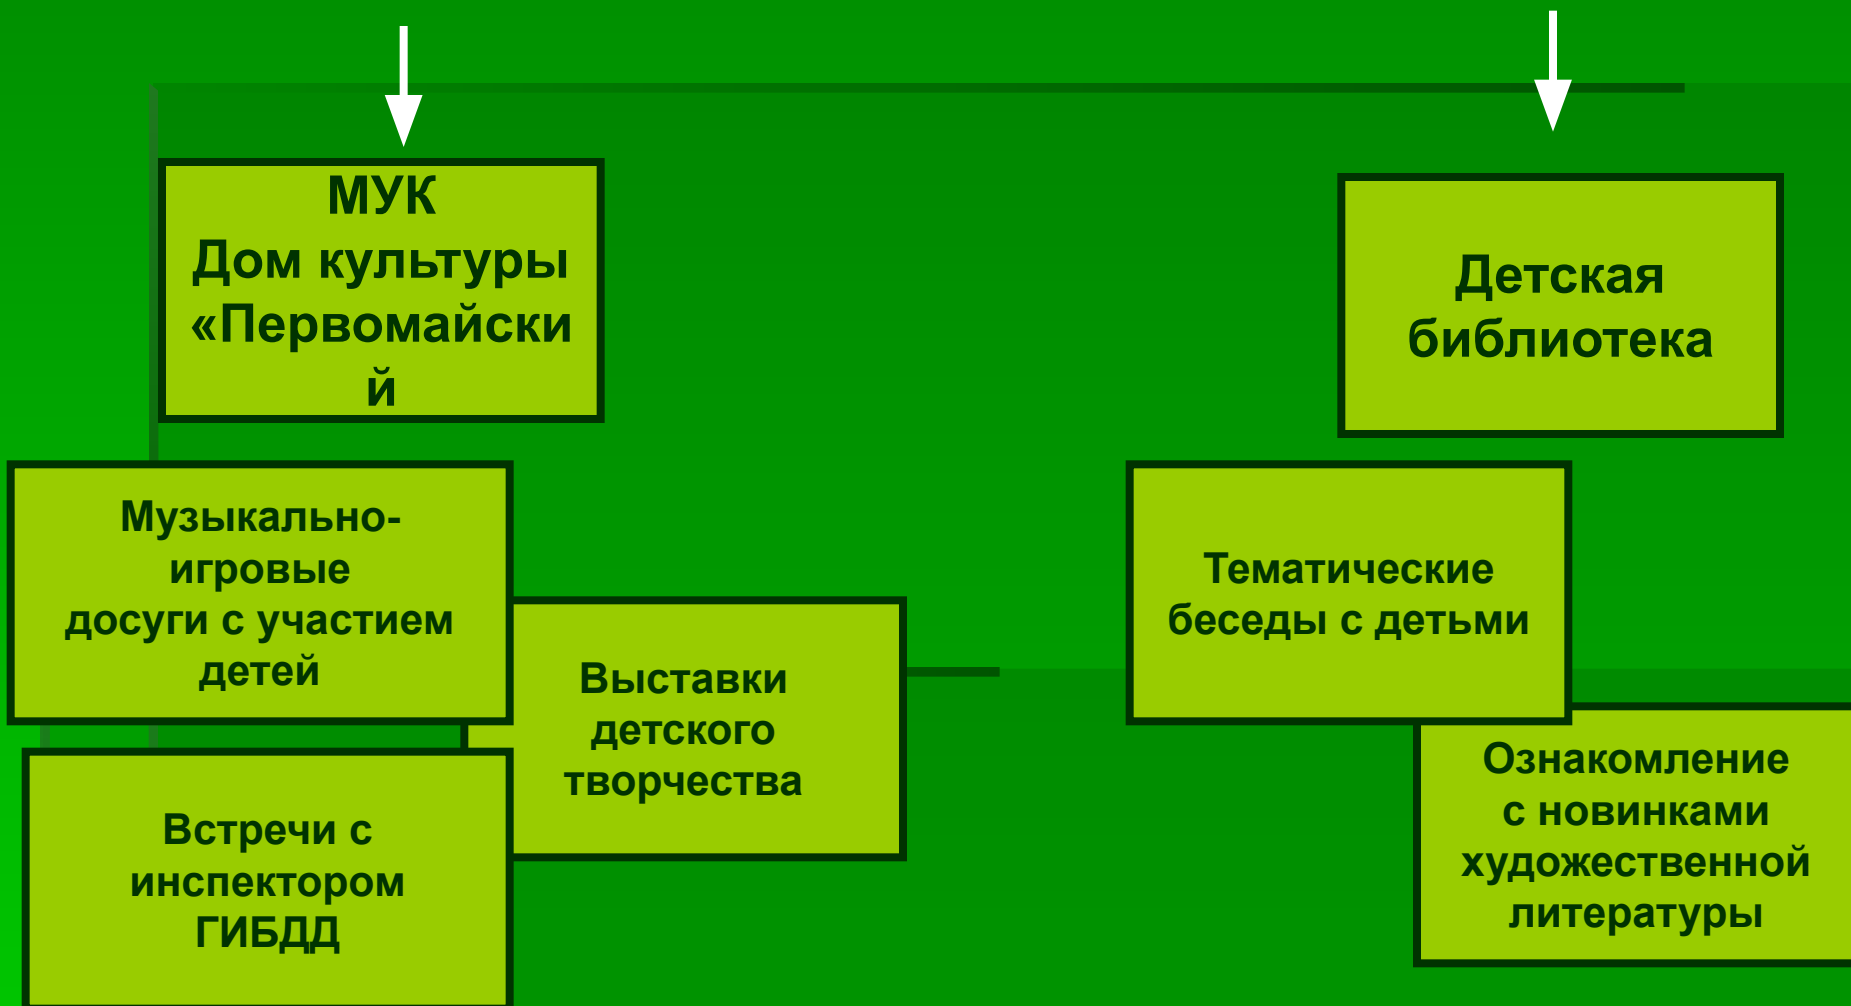 МУК
Дом культуры
«Первомайски
й
Детская
библиотека
Музыкально-
игровые
досуги с участием
детей
Выставки
детского
творчества
Встречи с
инспектором
ГИБДД
Тематические
беседы с детьми
Ознакомление
с новинками
художественной
литературы